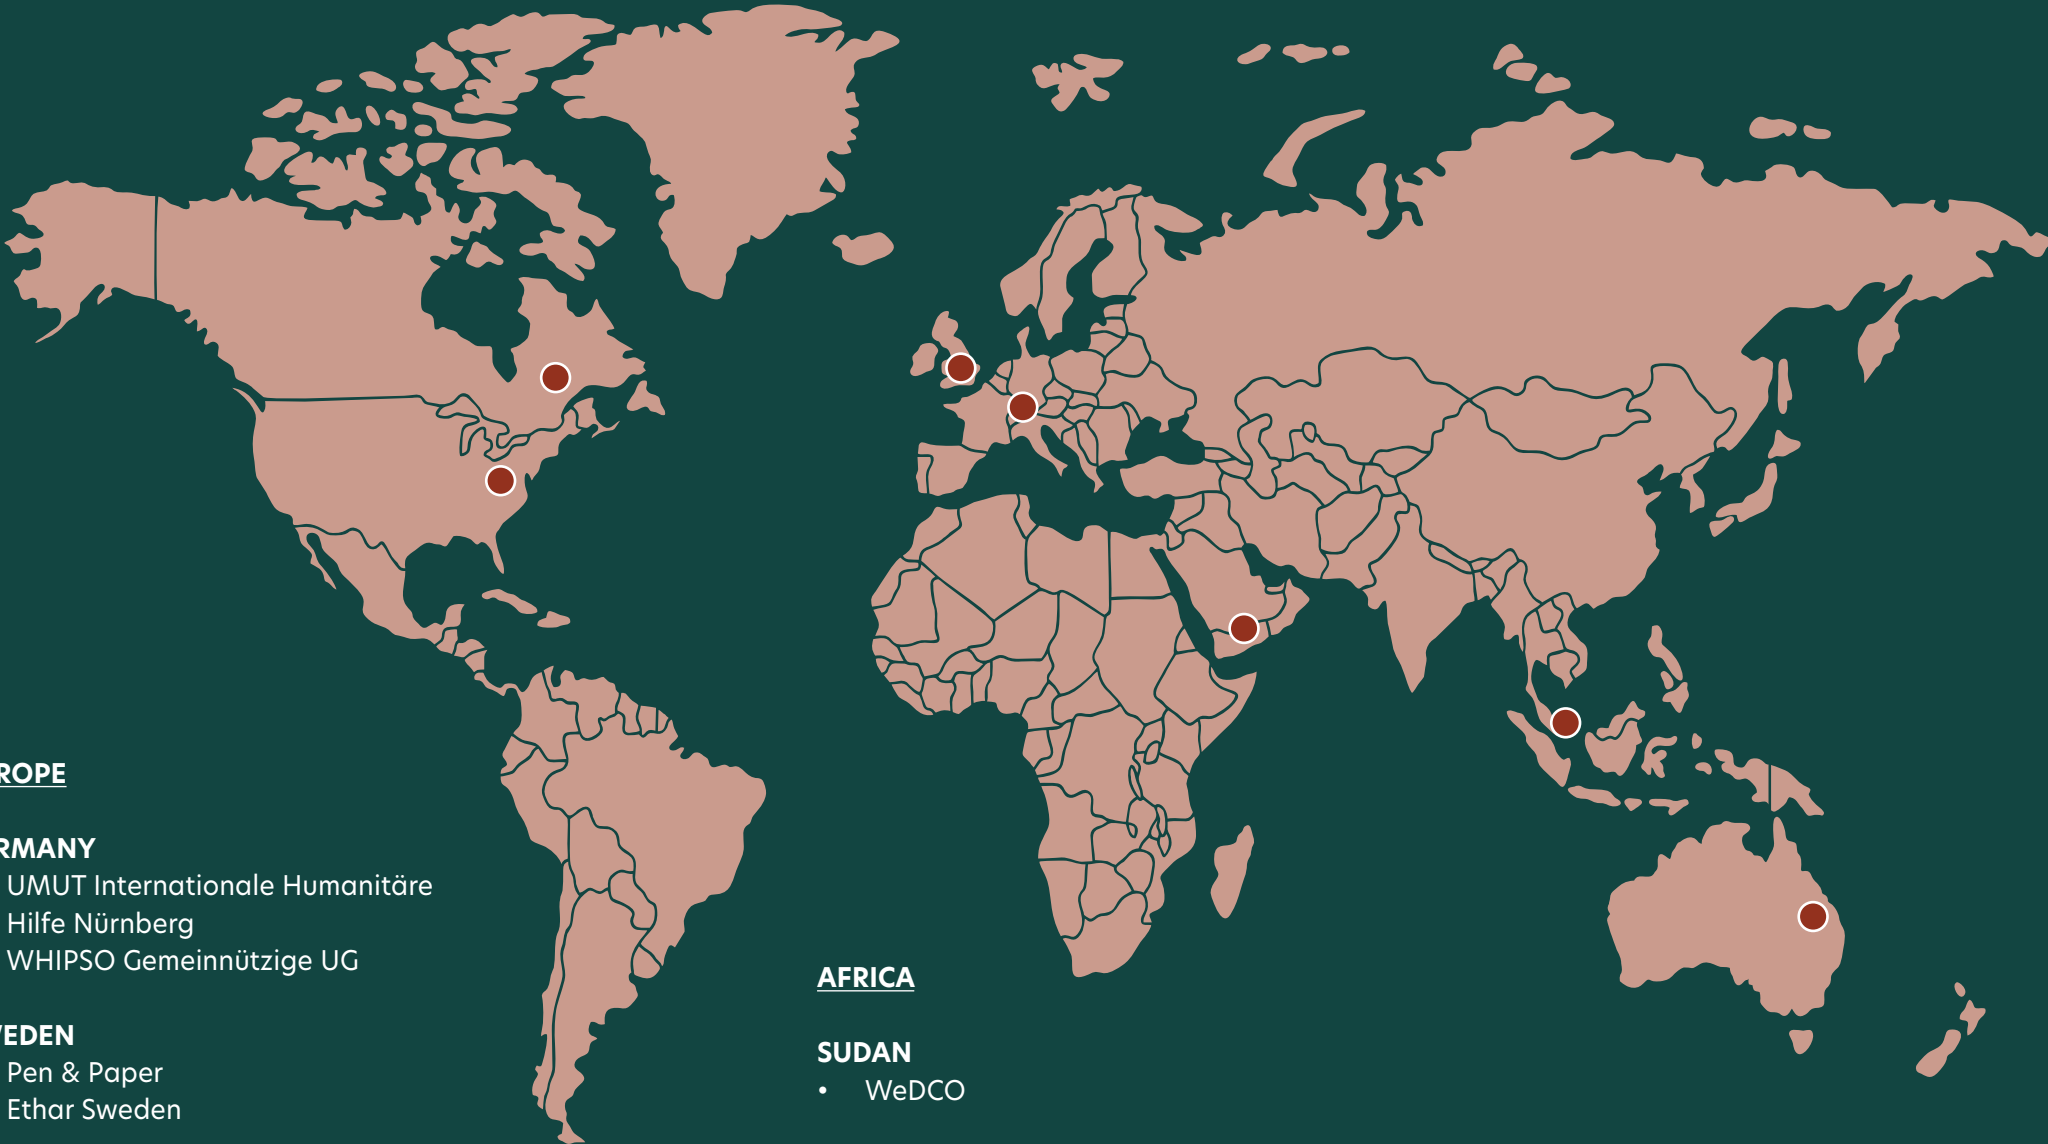 ROPE
RMANY
UMUT Internationale Humanitäre
Hilfe Nürnberg
WHIPSO Gemeinnützige UG
EDEN
Pen & Paper
Ethar Sweden
AFRICA
SUDAN
• WeDCO